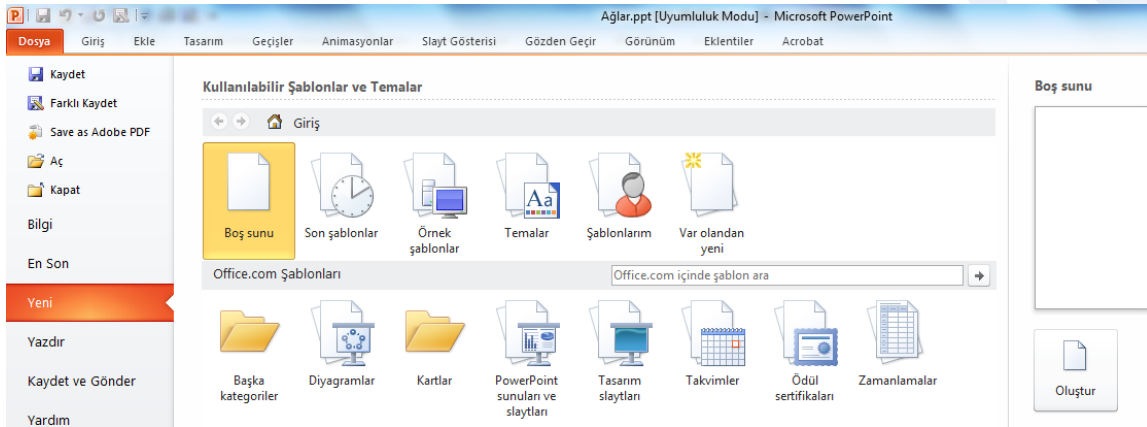 Ağlar.ppt [Uyumluluk Modu] - Microsoft PowerPoint
Dosya Giriş Ekle Tasarım Geçişler Animasyonlar Slayt Gösterisi Gözden Geçir Görünüm Eklentiler Acrobat
Kaydet
Farklı Kaydet
Save as Adobe PDF
Aç
Kapat
Bilgi
En Son
Yeni
Yazdır
Kaydet ve Gönder
Yardım
Kullanılabilir Şablonlar ve Temalar
Giriş
Boş sunu
Son şablonlar
Örnek
şablonlar
Aa
Temalar
Şablonlarım
Var olandan
yeni
Office.com Şablonları
Office.com içinde şablon ara
Başka
kategoriler
Diyagramlar
Kartlar
PowerPoint
sunuları ve
slaytları
Tasarım
slaytları
Takvimler
Ödül
sertifikaları
Zamanlamalar
Boş sunu
Oluştur